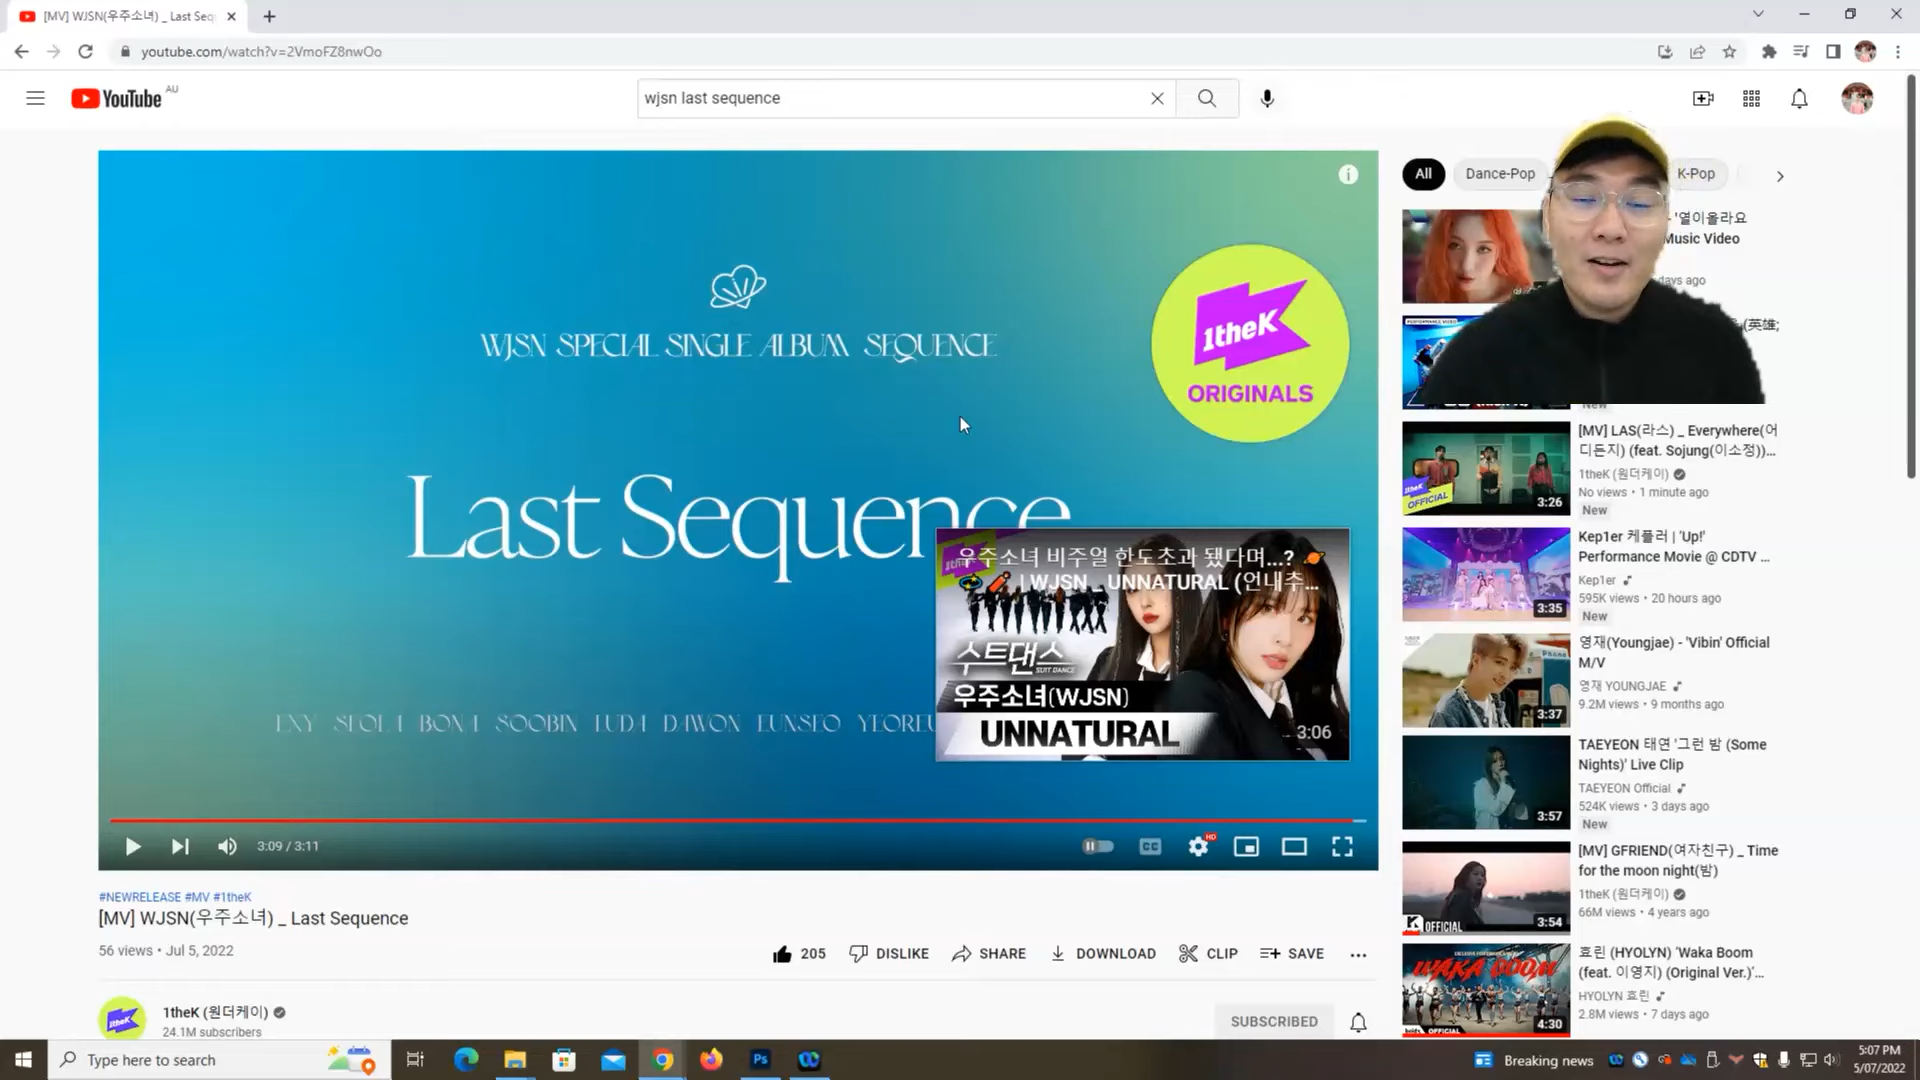 [MV] WJSN(우주소녀) _ Last Seq
youtube.com/watch?v=2VmoFZ8nwOo
YouTube AU
wjsn last sequence
WJSN SPECIAL SINGLE ALBUM SEQUENCE
Last Sequence
EXY SEOLA BONA SOOBIN LUDA DAWON EUNSEO YEOREU
1theK
ORIGINALS
우주소녀 비주얼 한도초과 됐다며...?
| WJSN _ UNNATURAL (언내추...
수트댄스
SUIT DANCE
우주소녀(WJSN)
UNNATURAL
3:06
3:09 / 3:11
CC
HD
#NEWRELEASE #MV #1theK
[MV] WJSN(우주소녀) _ Last Sequence
56 views • Jul 5, 2022
205
DISLIKE
SHARE
DOWNLOAD
CLIP
SAVE
1theK
1theK (원더케이)
24.1M subscribers
SUBSCRIBED
All
Dance-Pop
K-Pop
'열이올라요
Music Video
days ago
(英雄;
New
[MV] LAS(라스) _ Everywhere(어
디든지) (feat. Sojung(이소정))...
1theK (원더케이)
No views • 1 minute ago
New
1theK
OFFICIAL
3:26
Kep1er 케플러 | 'Up!'
Performance Movie @ CDTV ...
Kep1er
595K views • 20 hours ago
New
3:35
영재(Youngjae) - 'Vibin' Official
M/V
영재 YOUNGJAE
9.2M views • 9 months ago
3:37
TAEYEON 태연 '그런 밤 (Some
Nights)' Live Clip
TAEYEON Official
524K views • 3 days ago
New
3:57
[MV] GFRIEND(여자친구) _ Time
for the moon night(밤)
1theK (원더케이)
66M views • 4 years ago
OFFICIAL
3:54
효린 (HYOLYN) 'Waka Boom
(feat. 이영지) (Original Ver.)'...
HYOLYN 효린
2.8M views • 7 days ago
WAKA BOOM
OFFICIAL
4:30
Type here to search
Ps
Breaking news
5:07 PM
5/07/2022